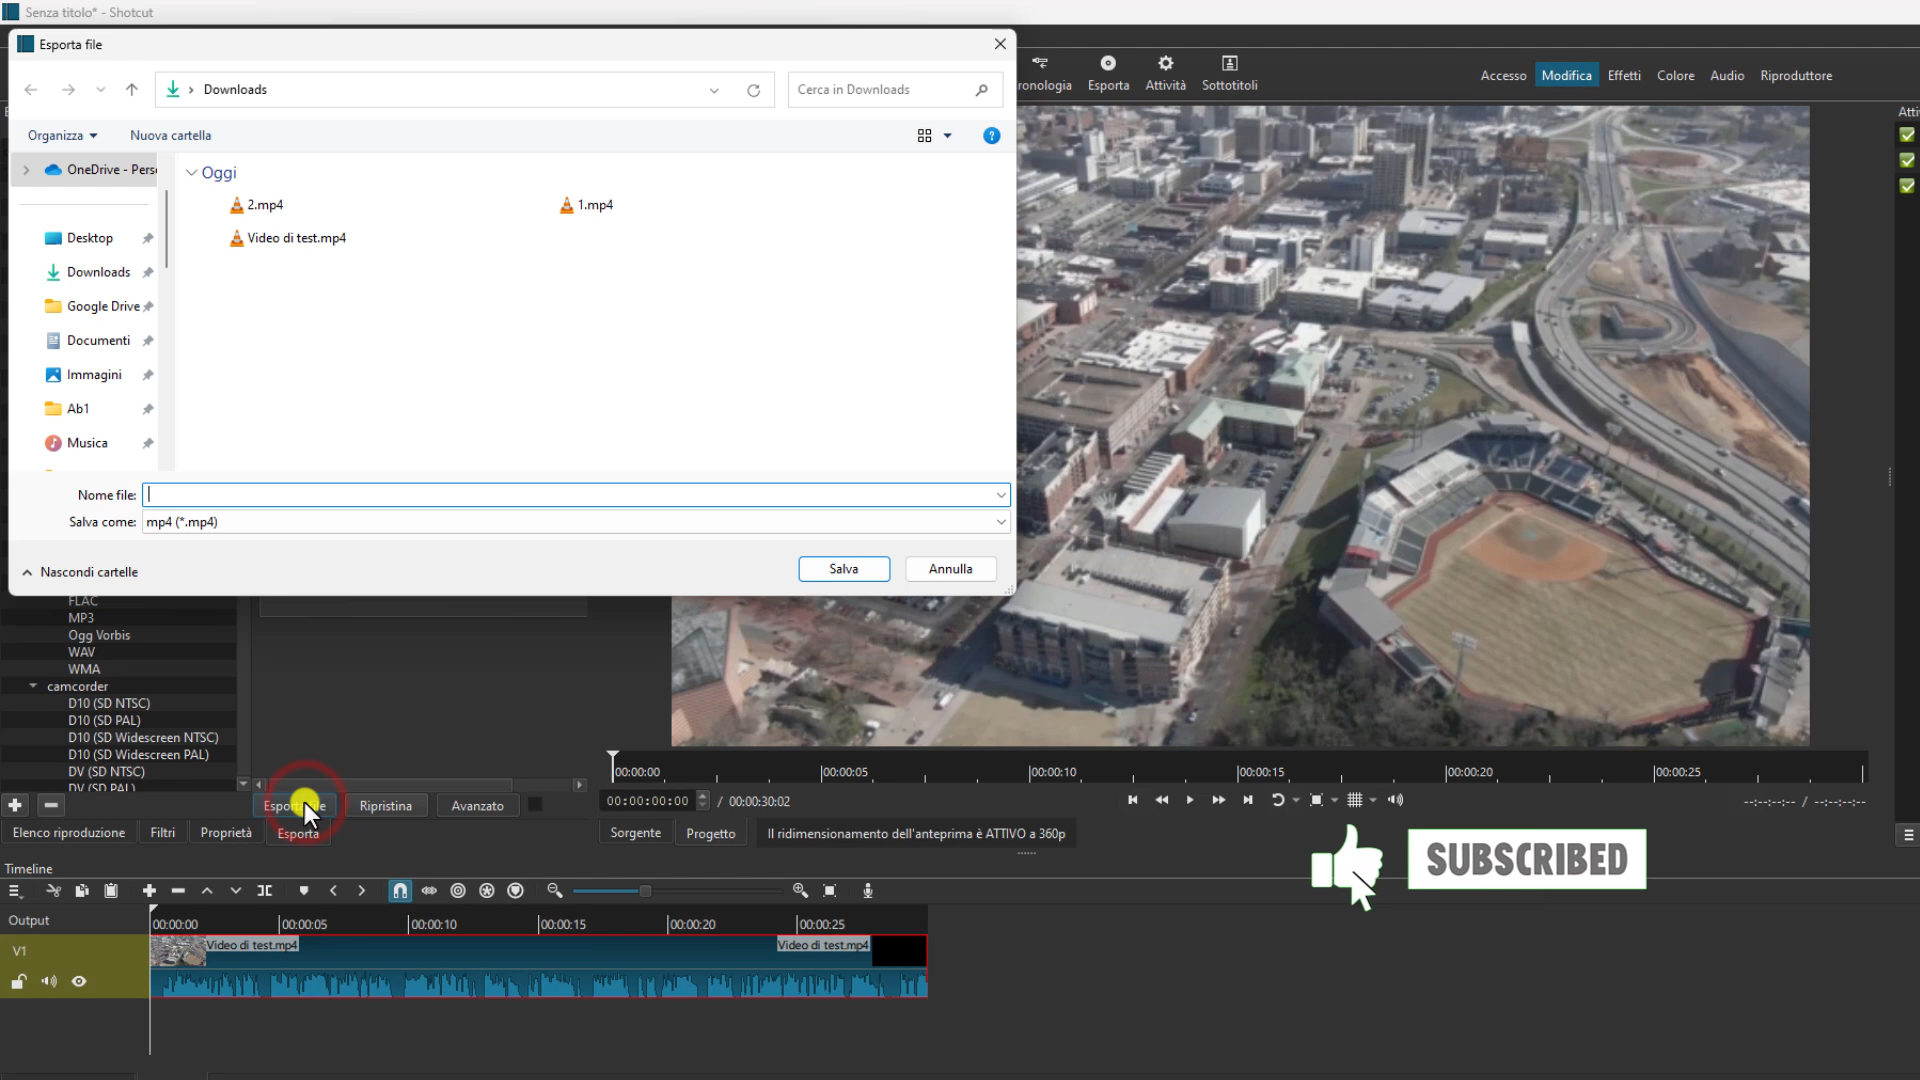 Senza titolo* - Shotcut
Esporta file
Downloads
Cerca in Downloads
Organizza
Nuova cartella
OneDrive - Pers
Desktop
Downloads
Google Drive
Documenti
Immagini
Ab1
Musica
Oggi
2.mp4
1.mp4
Video di test.mp4
Nome file:
Salva come: mp4 (*.mp4)
Nascondi cartelle
Salva
Annulla
ronologia
Esporta
Attività
Sottotitoli
Accesso
Modifica
Effetti
Colore
Audio
Riproduttore
Atti
FLAC
MP3
Ogg Vorbis
WAV
WMA
camcorder
D10 (SD NTSC)
D10 (SD PAL)
D10 (SD Widescreen NTSC)
D10 (SD Widescreen PAL)
DV (SD NTSC)
DV (SD PAL)
Esporta file
Ripristina
Avanzato
Elenco riproduzione
Filtri
Proprietà
Esporta
00:00:00
00:00:05
00:00:10
00:00:15
00:00:20
00:00:25
00:00:00:00 / 00:00:30:02
--:--:--:-- / --:--:--:--
Sorgente
Progetto
Il ridimensionamento dell'anteprima è ATTIVO a 360p
SUBSCRIBED
Timeline
Output
00:00:00
00:00:05
00:00:10
00:00:15
00:00:20
00:00:25
V1
Video di test.mp4
Video di test.mp4